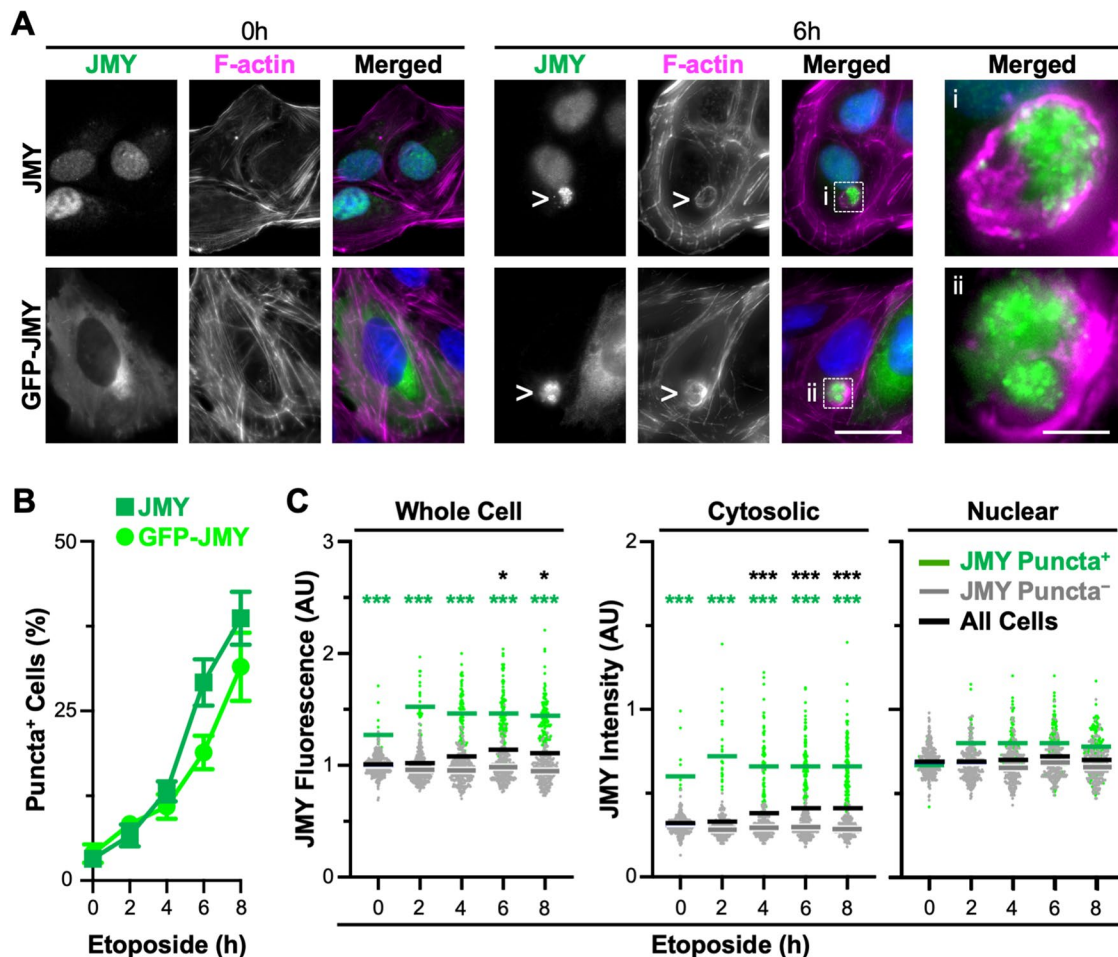 A
0h
6h
JMY
F-actin
Merged
JMY
F-actin
Merged
Merged
JMY
>
>
i
i
GFP-JMY
>
>
ii
ii
B
JMY
GFP-JMY
Puncta⁺ Cells (%)
50
25
0
0 2 4 6 8
Etoposide (h)
C
Whole Cell
Cytosolic
Nuclear
JMY Fluorescence (AU)
3
2
1
0
* *
*** *** *** *** ***
0 2 4 6 8
JMY Intensity (AU)
2
1
0
*** *** ***
*** *** *** *** ***
0 2 4 6 8
JMY Puncta⁺
JMY Puncta⁻
All Cells
0 2 4 6 8
Etoposide (h)